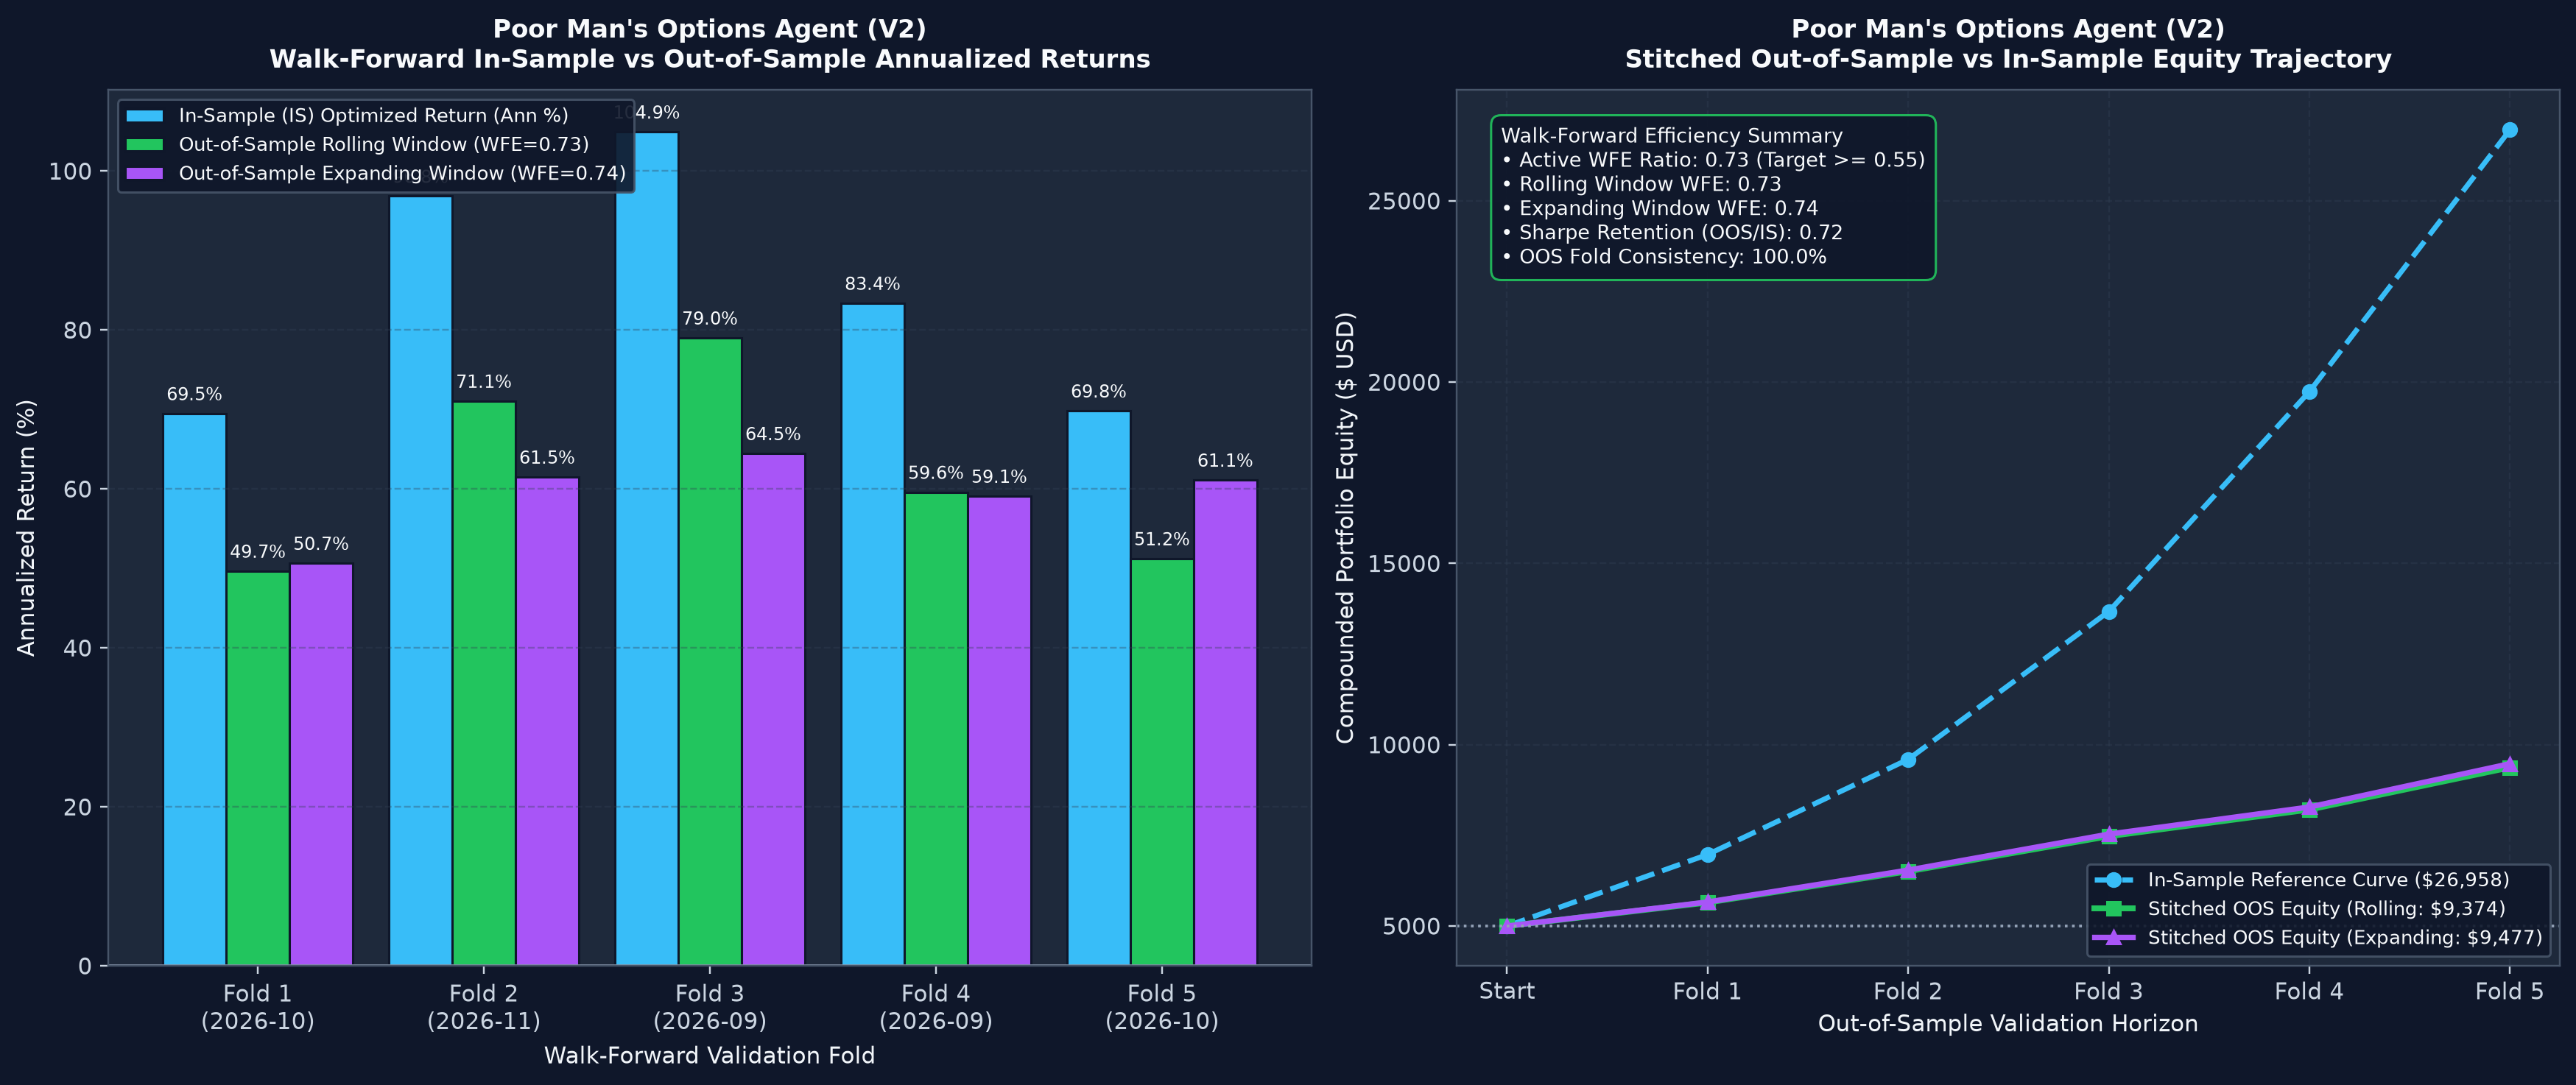 Poor Man's Options Agent (V2)
Walk-Forward In-Sample vs Out-of-Sample Annualized Returns
In-Sample (IS) Optimized Return (Ann %)
Out-of-Sample Rolling Window (WFE=0.73)
Out-of-Sample Expanding Window (WFE=0.74)
Annualized Return (%)
100
80
60
40
20
0
69.5%
49.7%
50.7%
71.1%
61.5%
104.9%
79.0%
64.5%
83.4%
59.6%
59.1%
69.8%
51.2%
61.1%
Fold 1
(2026-10)
Fold 2
(2026-11)
Fold 3
(2026-09)
Fold 4
(2026-09)
Fold 5
(2026-10)
Walk-Forward Validation Fold
Poor Man's Options Agent (V2)
Stitched Out-of-Sample vs In-Sample Equity Trajectory
Walk-Forward Efficiency Summary
• Active WFE Ratio: 0.73 (Target >= 0.55)
• Rolling Window WFE: 0.73
• Expanding Window WFE: 0.74
• Sharpe Retention (OOS/IS): 0.72
• OOS Fold Consistency: 100.0%
Compounded Portfolio Equity ($ USD)
25000
20000
15000
10000
5000
In-Sample Reference Curve ($26,958)
Stitched OOS Equity (Rolling: $9,374)
Stitched OOS Equity (Expanding: $9,477)
Start
Fold 1
Fold 2
Fold 3
Fold 4
Fold 5
Out-of-Sample Validation Horizon